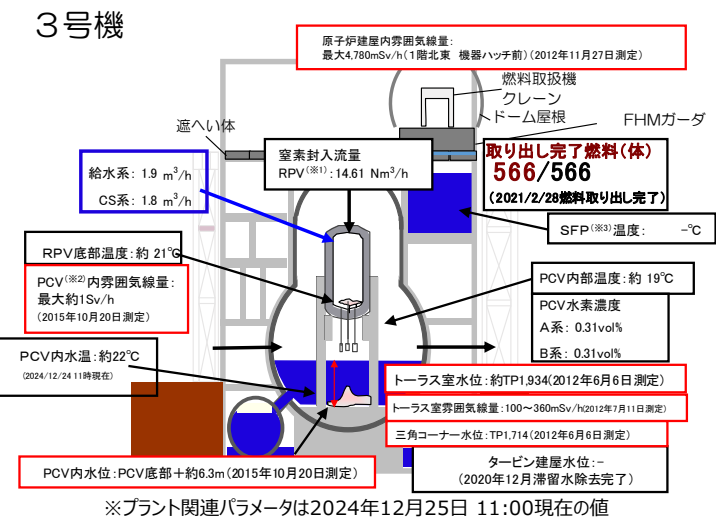 3号機
原子炉建屋内雰囲気線量:
最大4,780mSv/h(1階北東 機器ハッチ前)(2012年11月27日測定)
燃料取扱機
クレーン
ドーム屋根
FHMガーダ
遮へい体
窒素封入流量
RPV(※1):14.61 Nm3/h
取り出し完了燃料(体)
566/566
(2021/2/28燃料取り出し完了)
給水系: 1.9 m3/h
CS系: 1.8 m3/h
SFP(※3)温度: -℃
RPV底部温度:約 21℃
PCV(※2)内雰囲気線量:
最大約1Sv/h
(2015年10月20日測定)
PCV内部温度:約 19℃
PCV水素濃度
A系: 0.31vol%
B系: 0.31vol%
PCV内水温:約22℃
(2024/12/24 11時現在)
トーラス室水位:約TP1,934(2012年6月6日測定)
トーラス室雰囲気線量:100~360mSv/h(2012年7月11日測定)
三角コーナー水位:TP1,714(2012年6月6日測定)
PCV内水位:PCV底部+約6.3m(2015年10月20日測定)
タービン建屋水位:-
(2020年12月滞留水除去完了)
※プラント関連パラメータは2024年12月25日 11:00現在の値